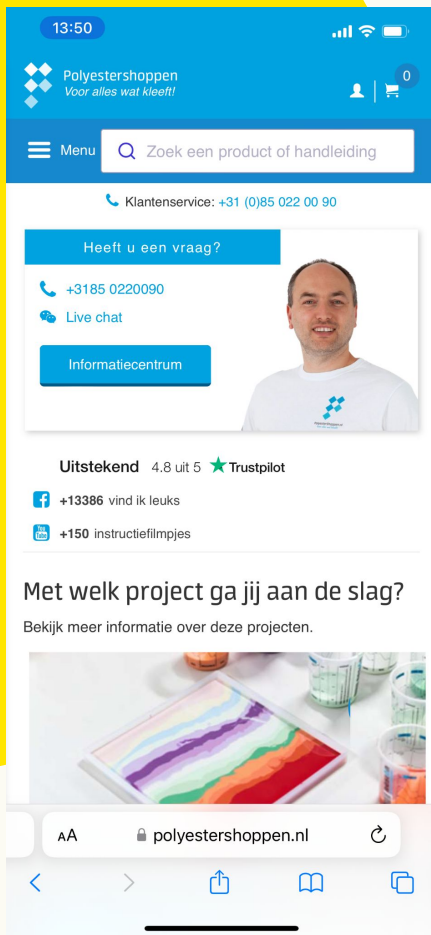 13:50
Polyestershoppen
Voor alles wat kleeft!
0
Menu
Zoek een product of handleiding
Klantenservice: +31 (0)85 022 00 90
Heeft u een vraag?
+3185 0220090
Live chat
Informatiecentrum
Uitstekend 4.8 uit 5 Trustpilot
+13386 vind ik leuks
You Tube +150 instructiefilmpjes
Met welk project ga jij aan de slag?
Bekijk meer informatie over deze projecten.
AA polyestershoppen.nl